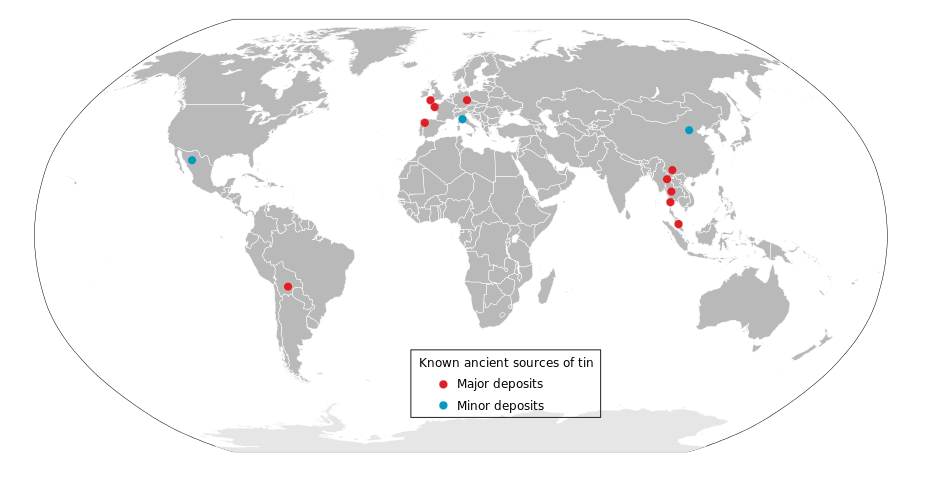 Known ancient sources of tin
Major deposits
Minor deposits